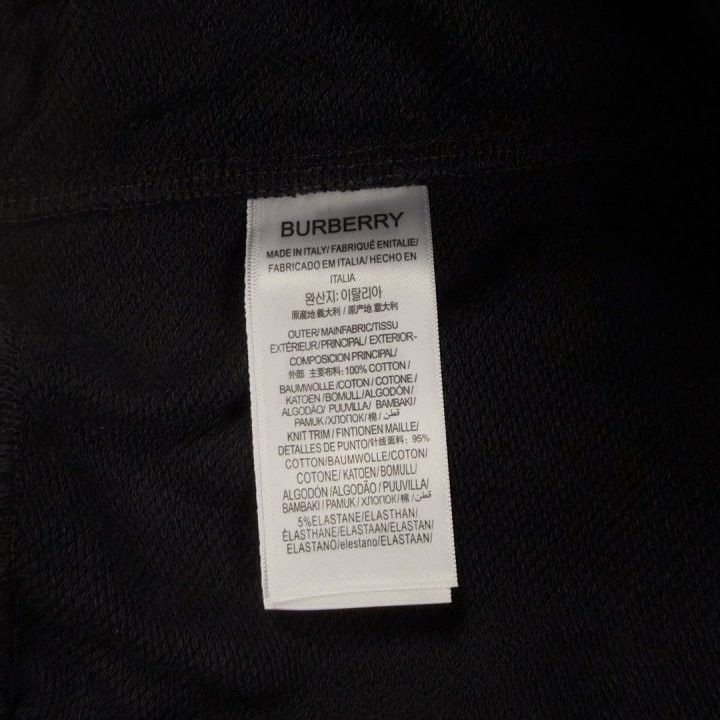 BURBERRY
MADE IN ITALY/ FABRIQUÉ ENITALIE/
FABRICADO EM ITALIA/ HECHO EN
ITALIA
완산지: 이탈리아
原產地 義大利 / 原产地 意大利
OUTER/ MAINFABRIC/TISSU
EXTÉRIEUR/PRINCIPAL/ EXTERIOR-
COMPOSICION PRINCIPAL/
外部 主要布料: 100% COTTON /
BAUMWOLLE /COTON / COTONE /
KATOEN / BOMULL/ ALGODÓN /
ALGODÃO/ PUUVILLA/ BAMBAKI /
PAMUK / ХЛОПОК/ 棉 / قطن /
KNIT TRIM / FINTIONEN MAILLE/
DETALLES DE PUNTO/针线面料: 95%
COTTON/BAUMWOLLE/COTON/
COTONE/ KATOEN/ BOMULL/
ALGODÓN /ALGODÃO/ PUUVILLA/
BAMBAKI / PAMUK / ХЛОПОК/棉/ قطن/
5%ELASTANE/ELASTHAN/
ÉLASTHANE/ELASTAAN/ELASTAN/
ELASTANO/elestano/ELASTAAN/